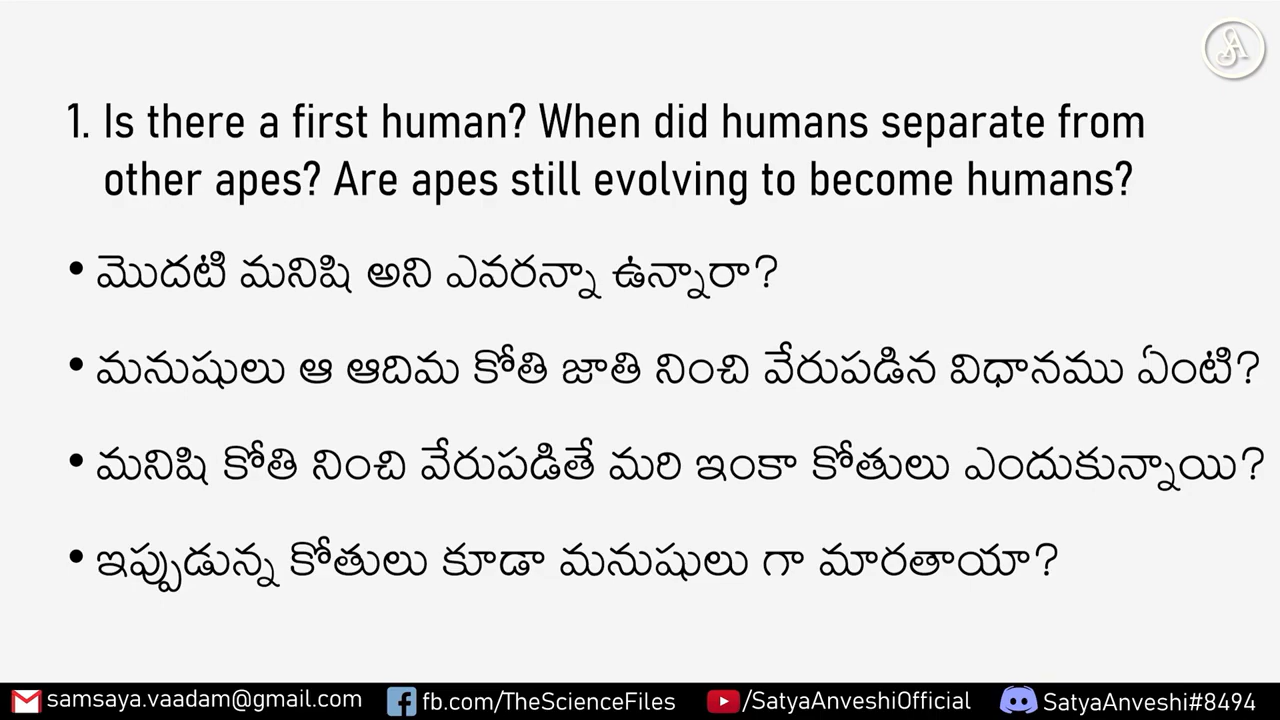 1. Is there a first human? When did humans separate from
other apes? Are apes still evolving to become humans?
• మొదటి మనిషి అని ఎవరన్నా ఉన్నారా?
• మనుషులు ఆ ఆదిమ కోతి జాతి నించి వేరుపడిన విధానము ఏంటి?
• మనిషి కోతి నించి వేరుపడితే మరి ఇంకా కోతులు ఎందుకున్నాయి?
• ఇప్పుడున్న కోతులు కూడా మనుషులు గా మారతాయా?
samsaya.vaadam@gmail.com fb.com/TheScienceFiles /SatyaAnveshiOfficial SatyaAnveshi#8494